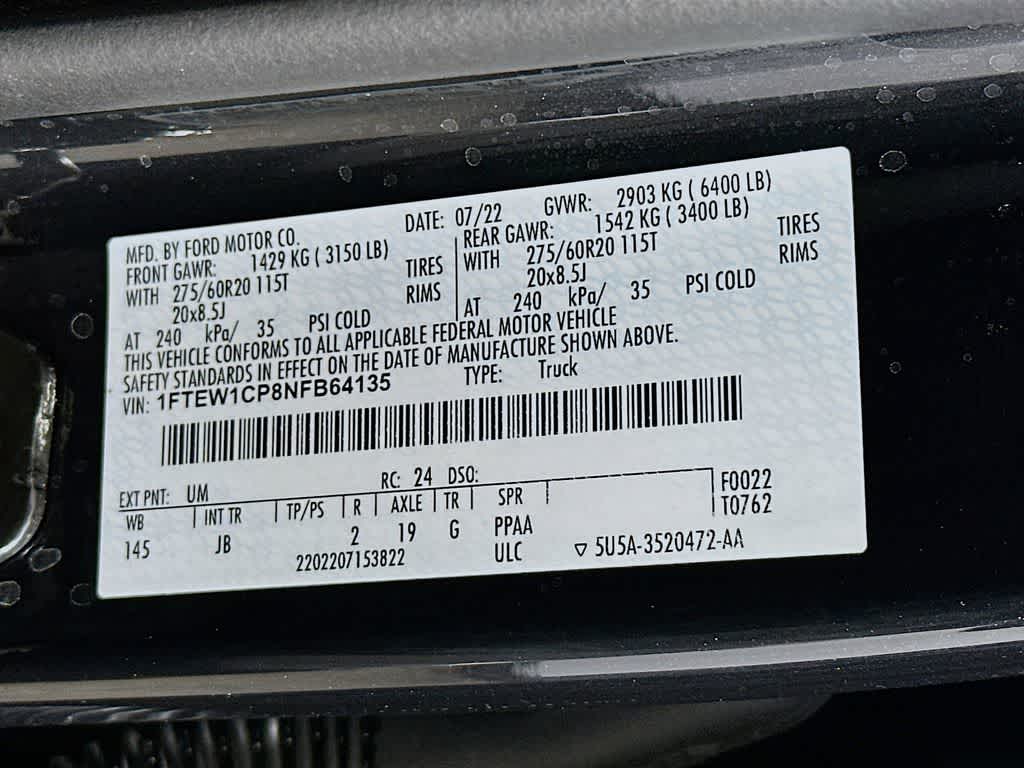 MFD. BY FORD MOTOR CO. DATE: 07/22 GVWR: 2903 KG ( 6400 LB)
FRONT GAWR: 1429 KG ( 3150 LB) REAR GAWR: 1542 KG ( 3400 LB)
WITH 275/60R20 115T TIRES WITH 275/60R20 115T TIRES
20x8.5J RIMS 20x8.5J RIMS
AT 240 kPa/ 35 PSI COLD AT 240 kPa/ 35 PSI COLD
THIS VEHICLE CONFORMS TO ALL APPLICABLE FEDERAL MOTOR VEHICLE
SAFETY STANDARDS IN EFFECT ON THE DATE OF MANUFACTURE SHOWN ABOVE.
VIN: 1FTEW1CP8NFB64135 TYPE: Truck
EXT PNT: UM RC: 24 DSO: F0022
WB INT TR TP/PS R AXLE TR SPR T0762
145 JB 2 19 G PPAA
2202207153822 ULC ▽ 5U5A-3520472-AA